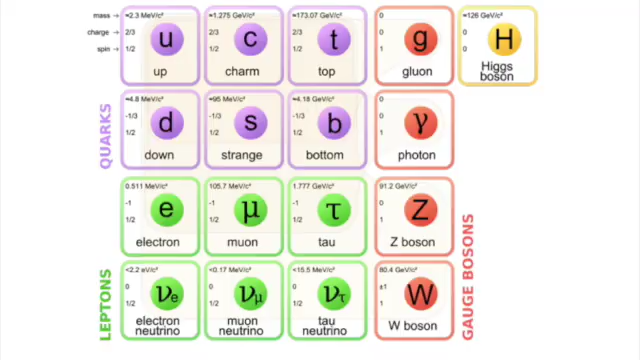 mass → ≈2.3 MeV/c² ≈1.275 GeV/c² ≈173.07 GeV/c² 0 ≈126 GeV/c²
charge → 2/3 2/3 2/3 0 0
u c t g H
spin → 1/2 1/2 1/2 1 0
up charm top gluon Higgs
boson
QUARKS
≈4.8 MeV/c² ≈95 MeV/c² ≈4.18 GeV/c² 0
-1/3 -1/3 -1/3 0
d s b γ
1/2 1/2 1/2 1
down strange bottom photon
0.511 MeV/c² 105.7 MeV/c² 1.777 GeV/c² 91.2 GeV/c²
-1 -1 -1 0
e μ τ Z
1/2 1/2 1/2 1
electron muon tau Z boson
GAUGE BOSONS
LEPTONS
<2.2 eV/c² <0.17 MeV/c² <15.5 MeV/c² 80.4 GeV/c²
0 0 0 ±1
νe νμ ντ W
1/2 1/2 1/2 1
electron muon tau W boson
neutrino neutrino neutrino